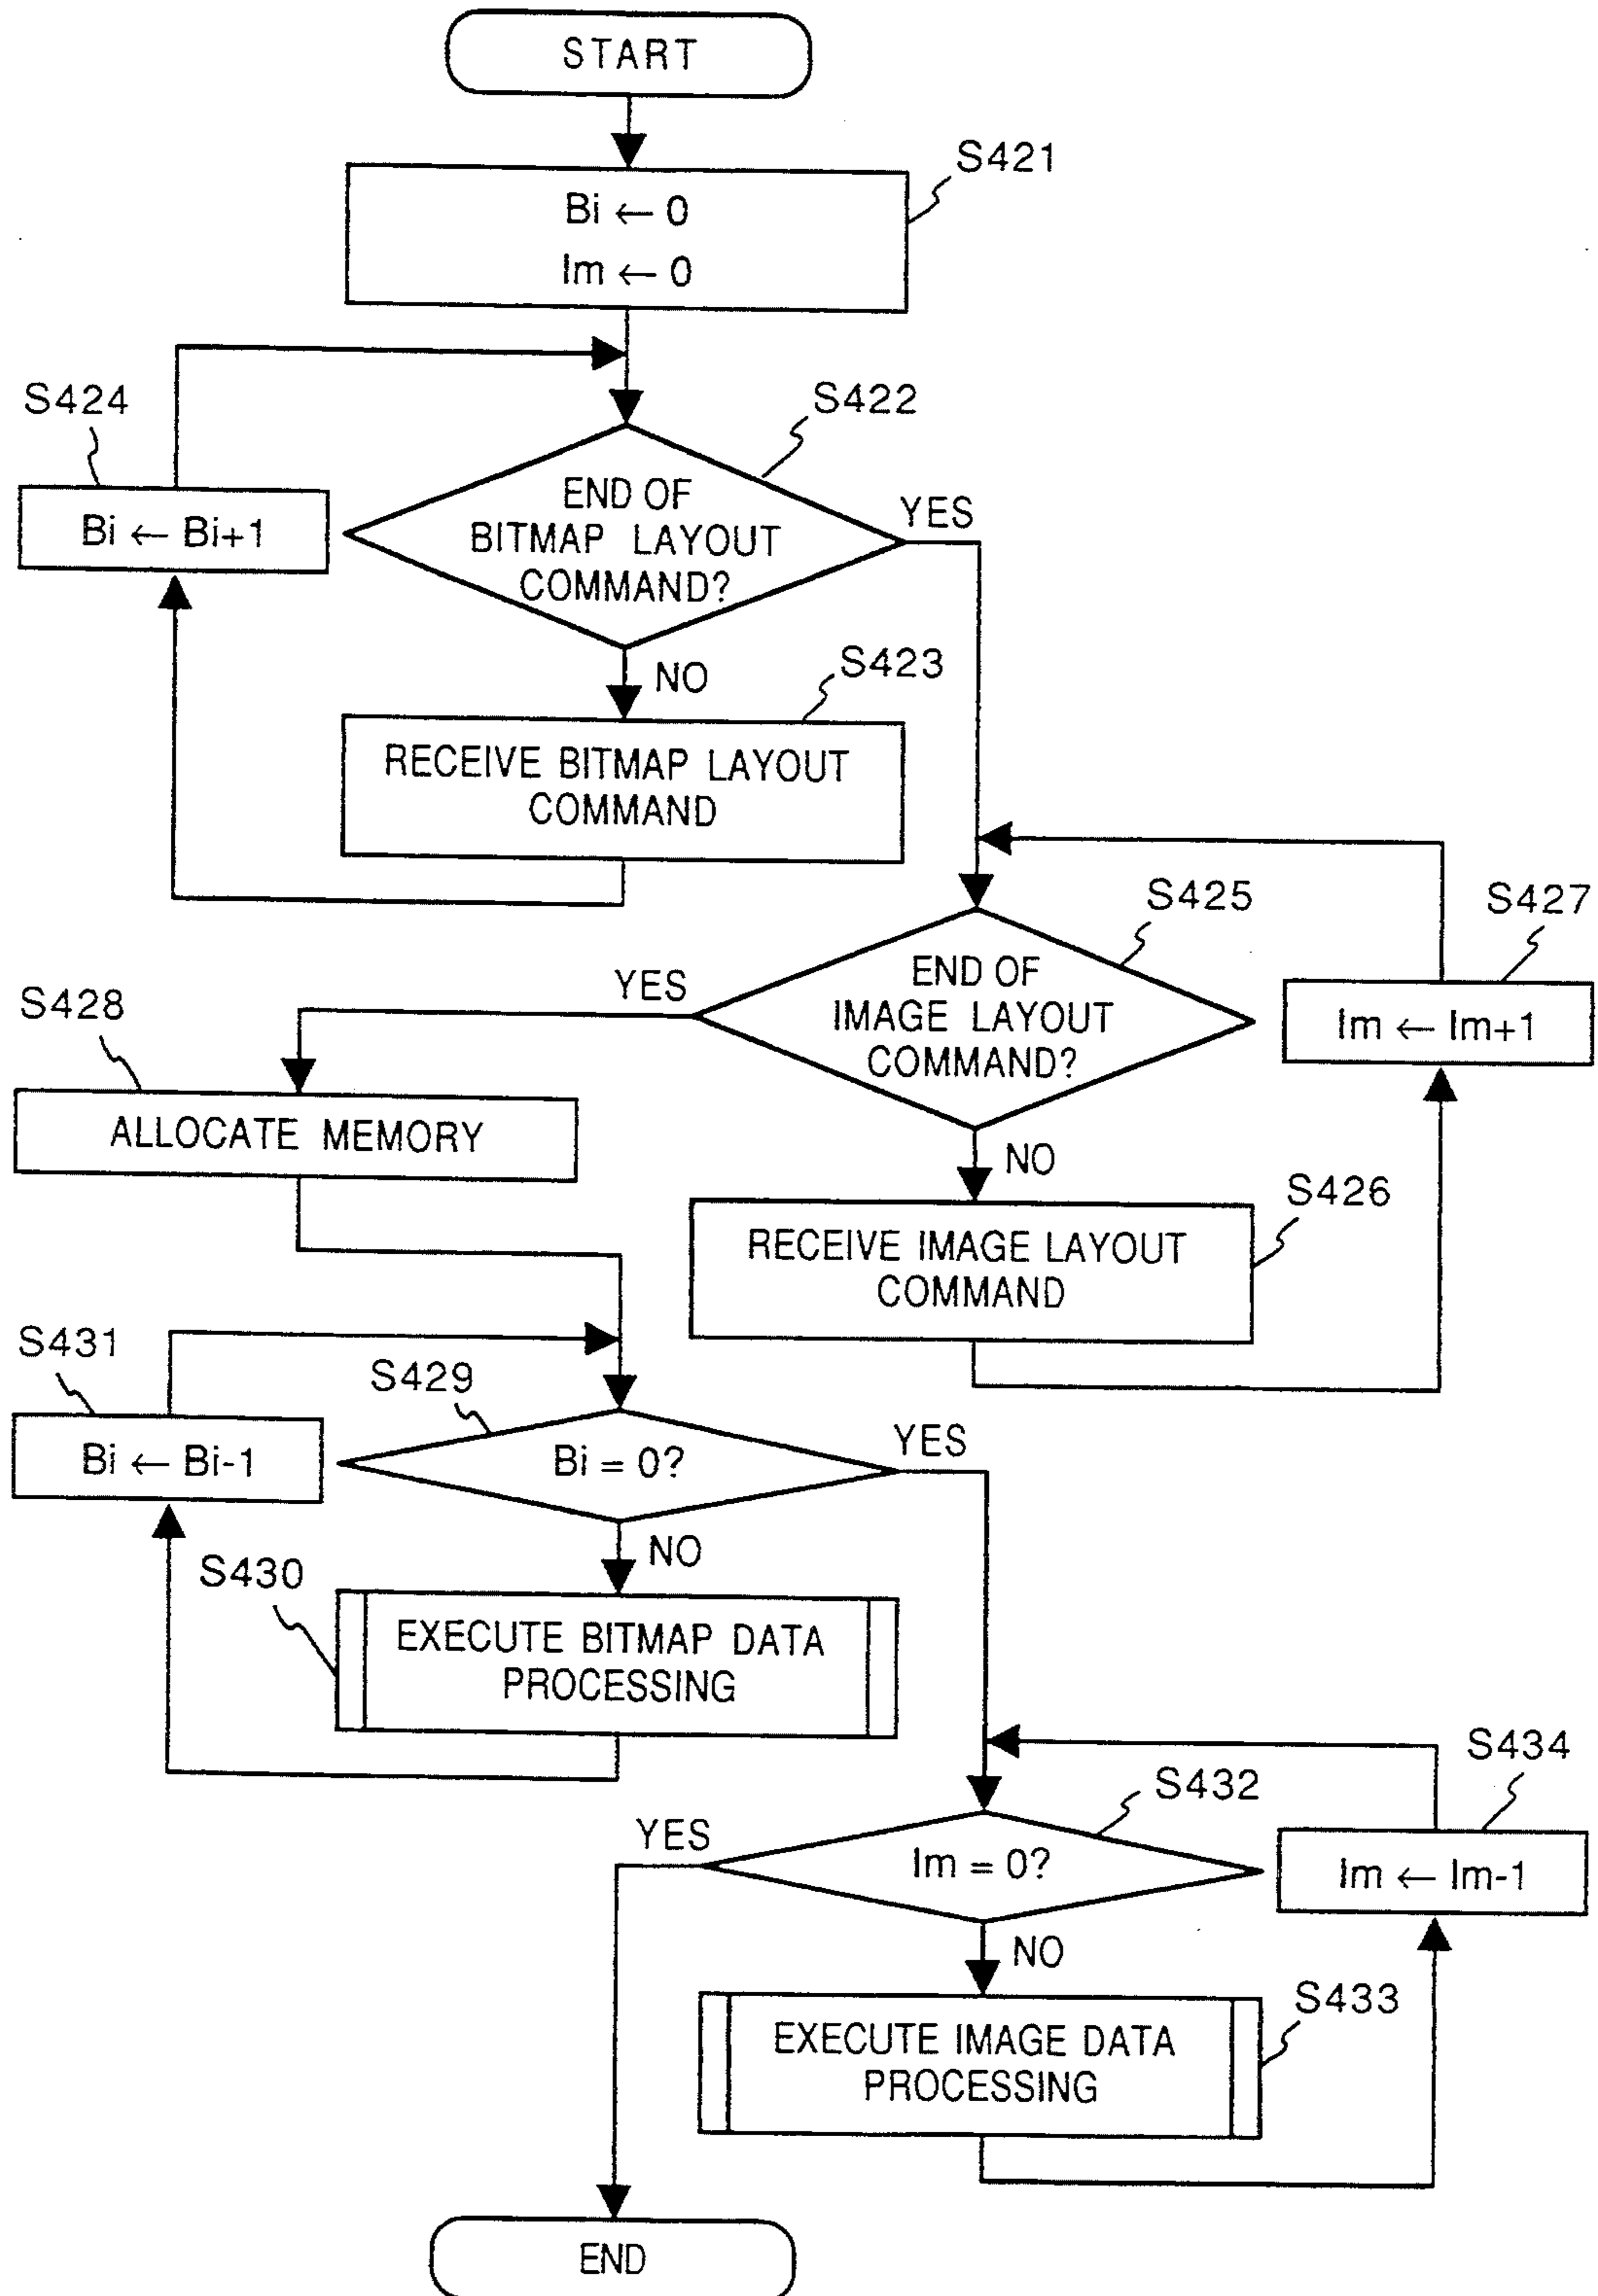 START
S421
Bi ← 0
Im ← 0
S424
S422
Bi ← Bi+1
END OF
BITMAP LAYOUT
COMMAND?
YES
NO
S423
RECEIVE BITMAP LAYOUT
COMMAND
S425
S427
YES
END OF
IMAGE LAYOUT
COMMAND?
Im ← Im+1
S428
ALLOCATE MEMORY
NO
S426
RECEIVE IMAGE LAYOUT
COMMAND
S431
S429
Bi ← Bi-1
Bi = 0?
YES
NO
S430
EXECUTE BITMAP DATA
PROCESSING
S434
S432
YES
Im = 0?
Im ← Im-1
NO
S433
EXECUTE IMAGE DATA
PROCESSING
END